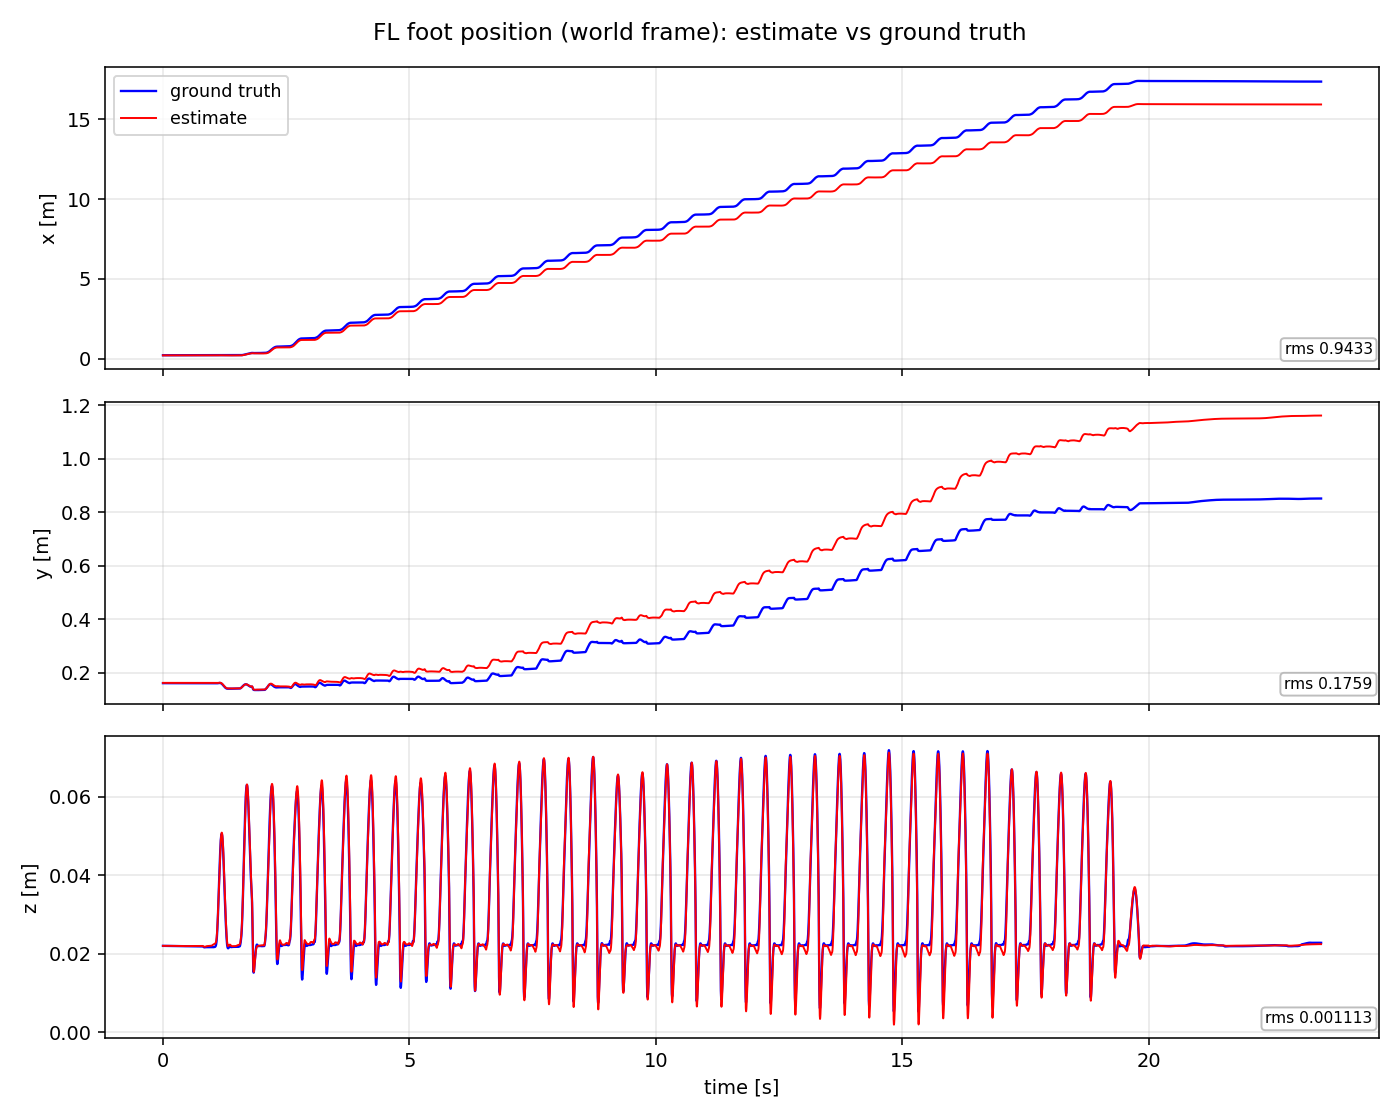 FL foot position (world frame): estimate vs ground truth
ground truth
estimate
15
10
5
0
x [m]
rms 0.9433
1.2
1.0
0.8
0.6
0.4
0.2
y [m]
rms 0.1759
0.06
0.04
0.02
0.00
z [m]
rms 0.001113
0 5 10 15 20
time [s]